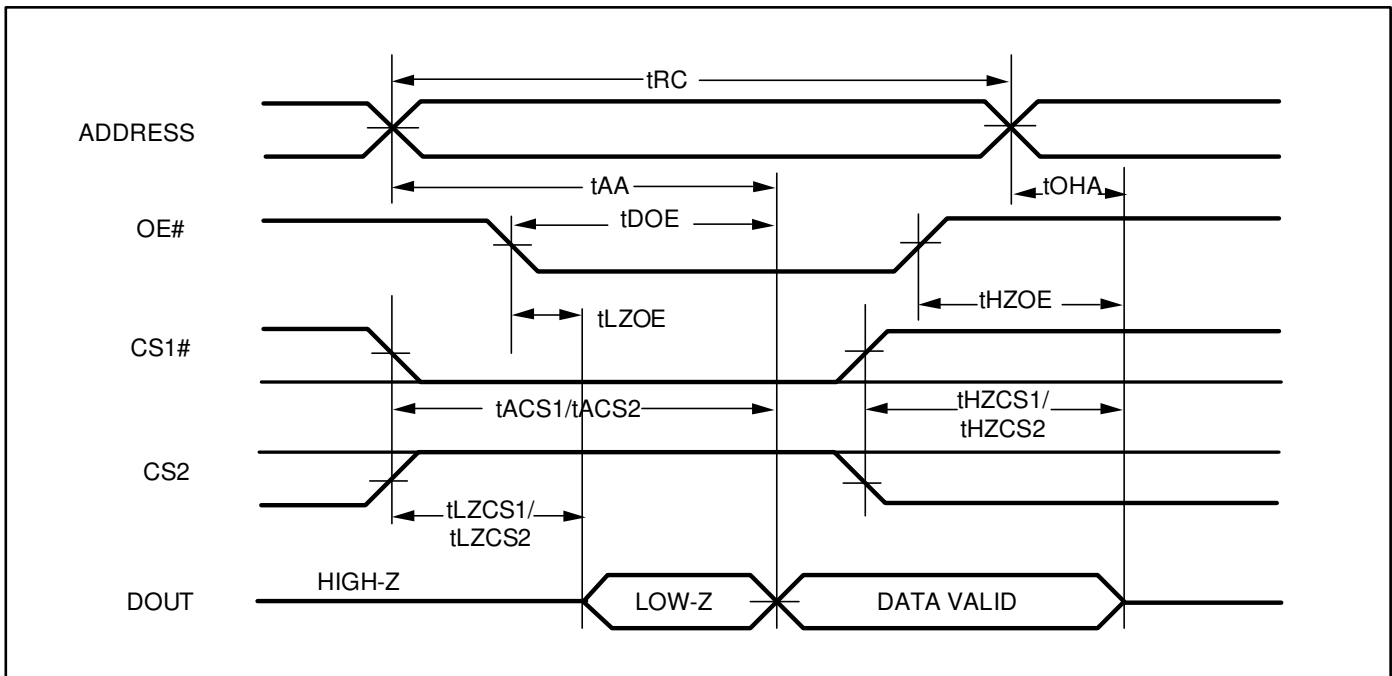 tRC
ADDRESS
tAA
tOHA
OE#
tDOE
tHZOE
tLZOE
CS1#
tACS1/tACS2
tHZCS1/
tHZCS2
CS2
tLZCS1/
tLZCS2
HIGH-Z
DOUT
LOW-Z
DATA VALID